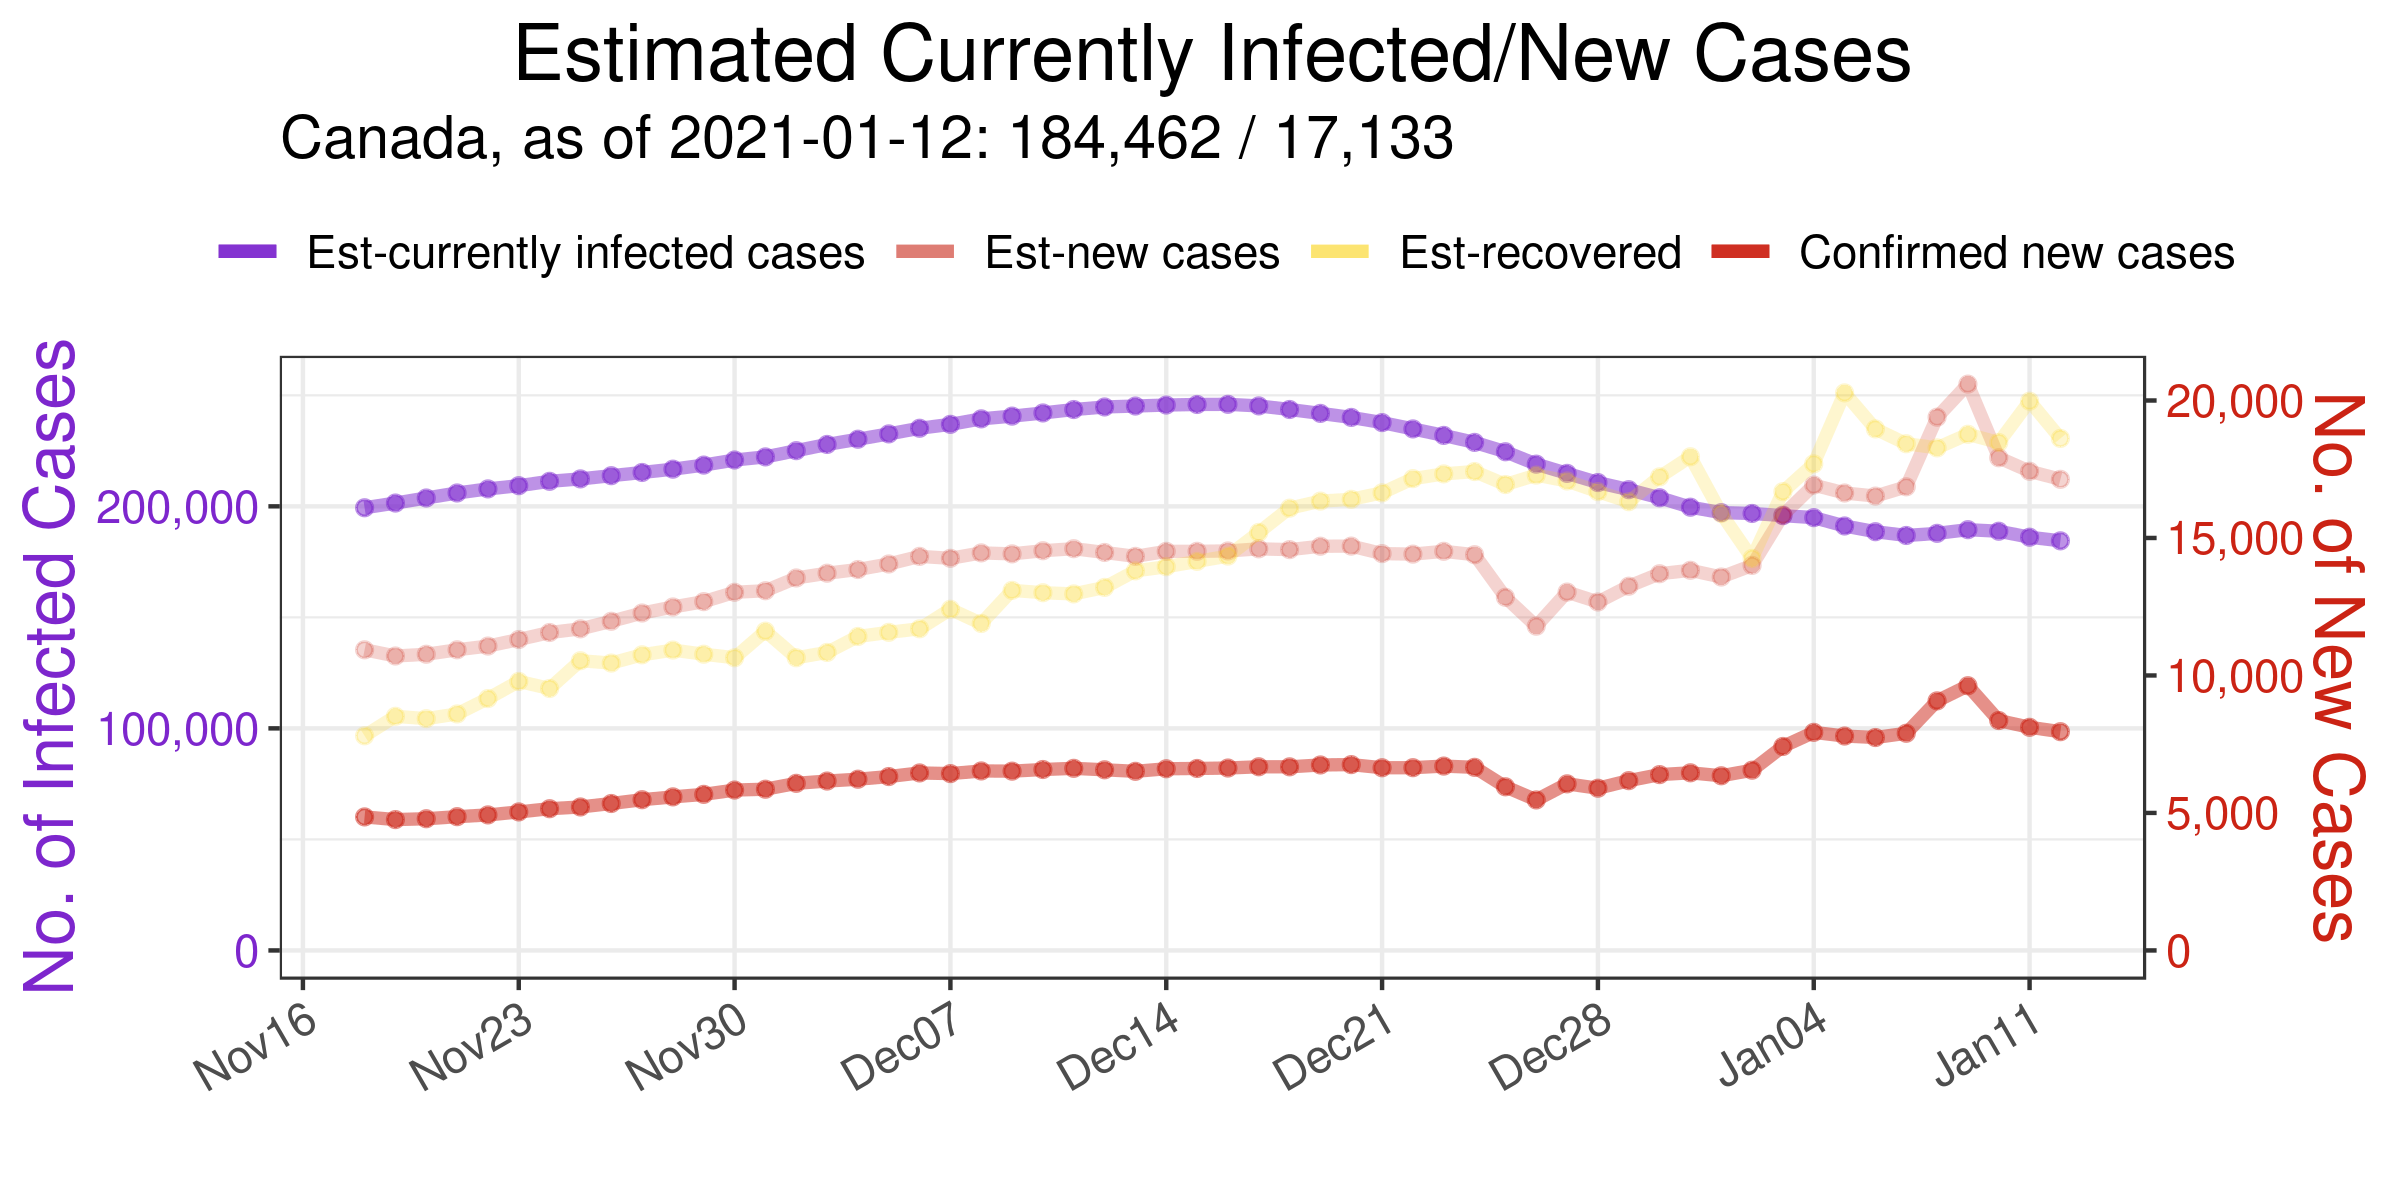 Estimated Currently Infected/New Cases
Canada, as of 2021-01-12: 184,462 / 17,133
Est-currently infected cases Est-new cases Est-recovered Confirmed new cases
No. of Infected Cases
200,000
100,000
0
20,000
15,000
10,000
5,000
0
No. of New Cases
Nov16 Nov23 Nov30 Dec07 Dec14 Dec21 Dec28 Jan04 Jan11